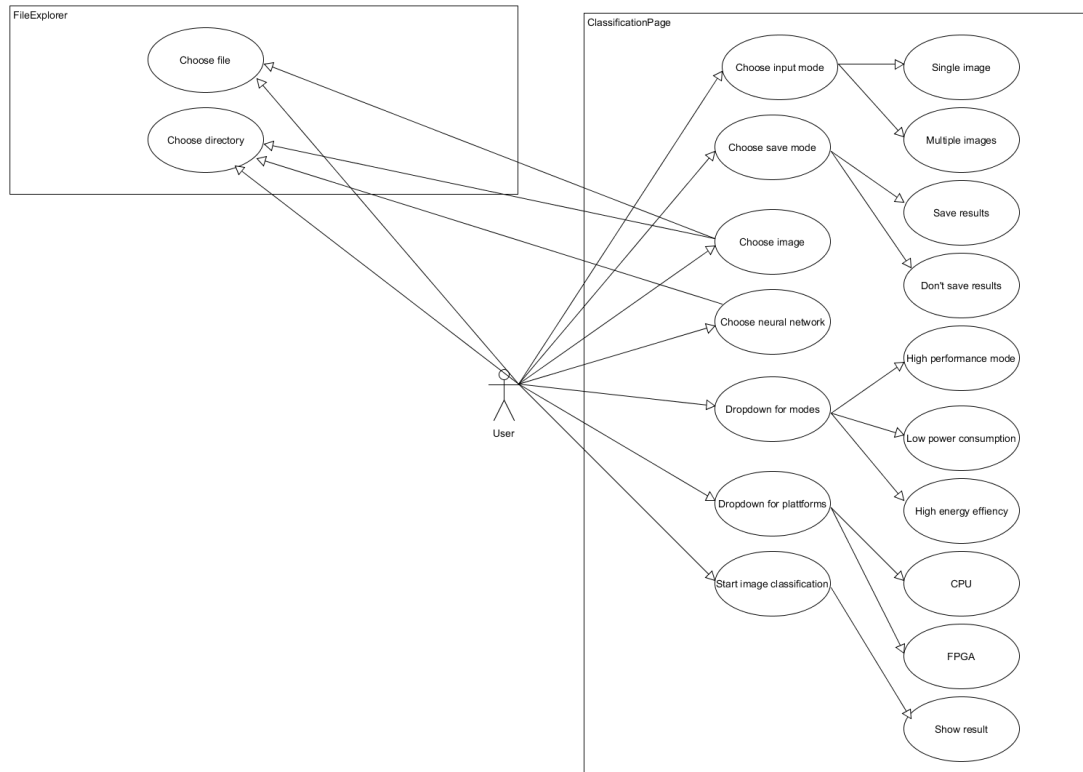 FileExplorer
Choose file
Choose directory
User
ClassificationPage
Choose input mode
Single image
Multiple images
Choose save mode
Save results
Don't save results
Choose image
Choose neural network
Dropdown for modes
High performance mode
Low power consumption
High energy effiency
Dropdown for plattforms
CPU
FPGA
Start image classification
Show result